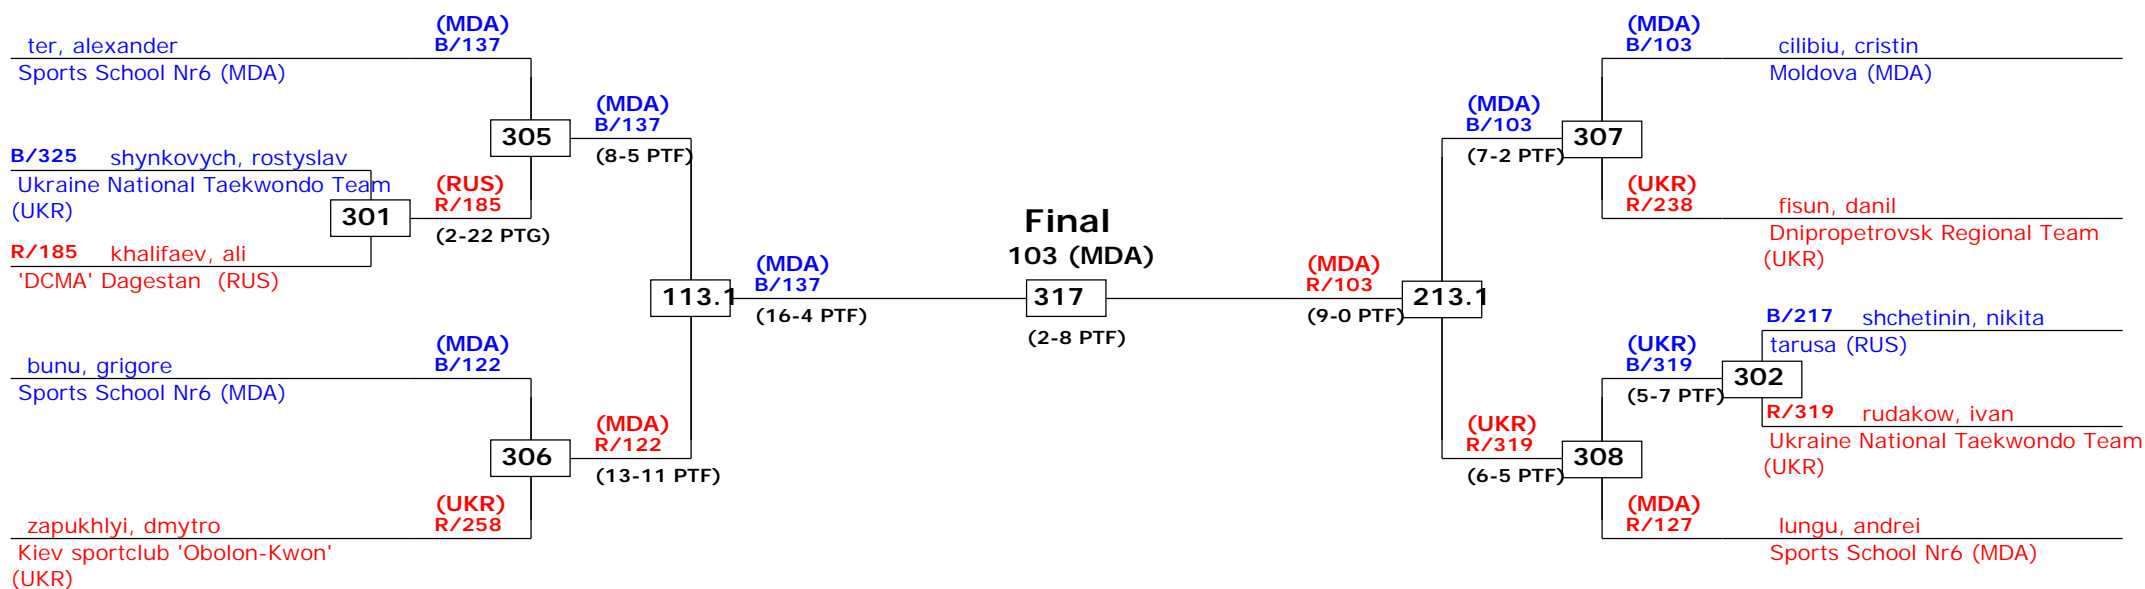 (MDA)
ter, alexander
B/137
Sports School Nr6 (MDA)
(MDA)
B/137
305
(8-5 PTF)
B/325 shynkovych, rostyslav
Ukraine National Taekwondo Team
(UKR)
(RUS)
R/185
301
(2-22 PTG)
R/185 khalifaev, ali
'DCMA' Dagestan (RUS)
(MDA)
B/137
113.1
(16-4 PTF)
(MDA)
bunu, grigore
B/122
Sports School Nr6 (MDA)
(MDA)
R/122
306
(13-11 PTF)
(UKR)
zapukhlyi, dmytro
R/258
Kiev sportclub 'Obolon-Kwon'
(UKR)
Final
103 (MDA)
317
(2-8 PTF)
(MDA)
R/103
213.1
(9-0 PTF)
(MDA)
B/103
cilibiu, cristin
Moldova (MDA)
(MDA)
B/103
307
(7-2 PTF)
(UKR)
R/238
fisun, danil
Dnipropetrovsk Regional Team
(UKR)
B/217 shchetinin, nikita
tarusa (RUS)
(UKR)
B/319
302
(5-7 PTF)
R/319 rudakow, ivan
Ukraine National Taekwondo Team
(UKR)
(UKR)
R/319
308
(6-5 PTF)
(MDA)
R/127
lungu, andrei
Sports School Nr6 (MDA)